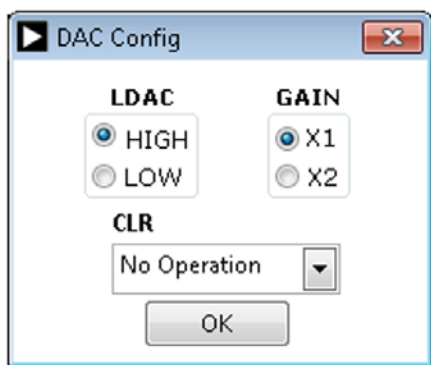 DAC Config
LDAC GAIN
HIGH X1
LOW X2
CLR
No Operation
OK